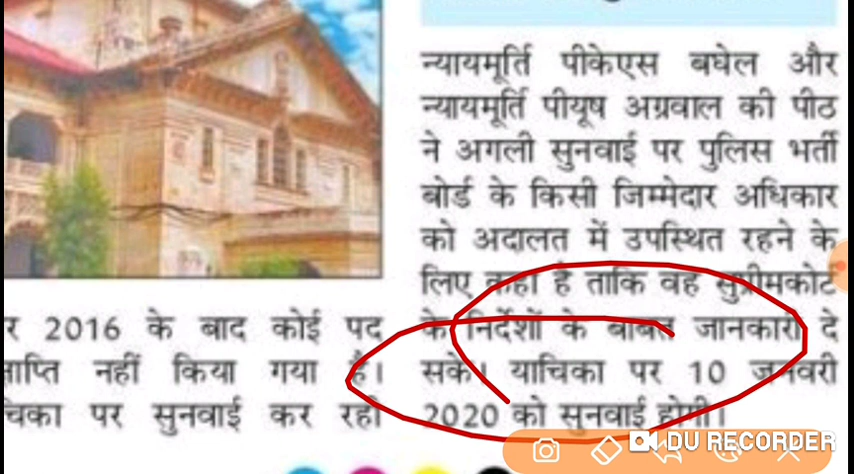 न्यायमूर्ति पीकेएस बघेल और
न्यायमूर्ति पीयूष अग्रवाल की पीठ
ने अगली सुनवाई पर पुलिस भर्ती
बोर्ड के किसी जिम्मेदार अधिकार
को अदालत में उपस्थित रहने के
लिए कहा है ताकि वह सुप्रीमकोर्ट
के निर्देशों के बाबत जानकारी दे
सके। याचिका पर 10 जनवरी
2020 को सुनवाई होगी।
र 2016 के बाद कोई पद
ज्ञाप्ति नहीं किया गया है।
चिका पर सुनवाई कर रही
DU RECORDER